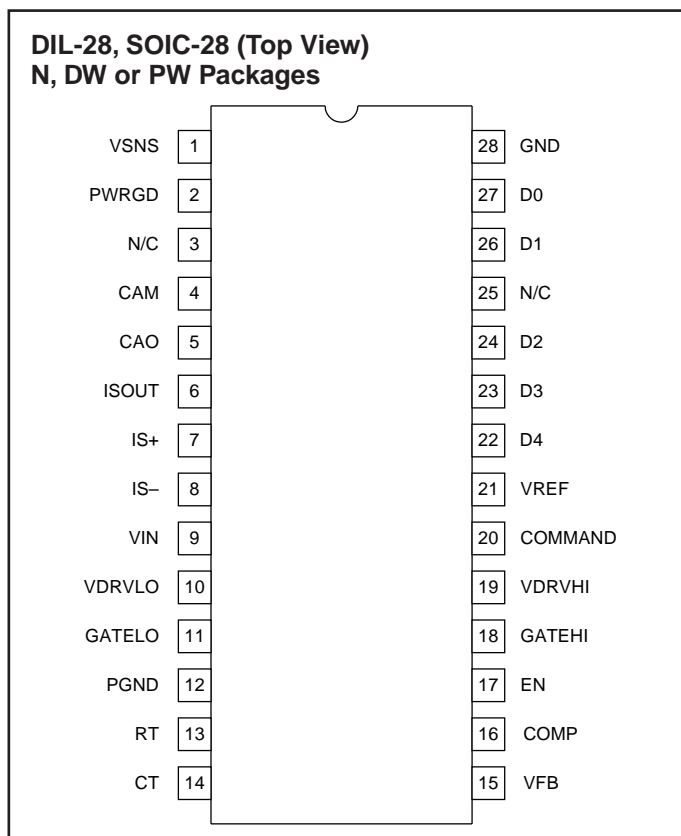 DIL-28, SOIC-28 (Top View)
N, DW or PW Packages
VSNS 1 28 GND
PWRGD 2 27 D0
N/C 3 26 D1
CAM 4 25 N/C
CAO 5 24 D2
ISOUT 6 23 D3
IS+ 7 22 D4
IS– 8 21 VREF
VIN 9 20 COMMAND
VDRVLO 10 19 VDRVHI
GATELO 11 18 GATEHI
PGND 12 17 EN
RT 13 16 COMP
CT 14 15 VFB